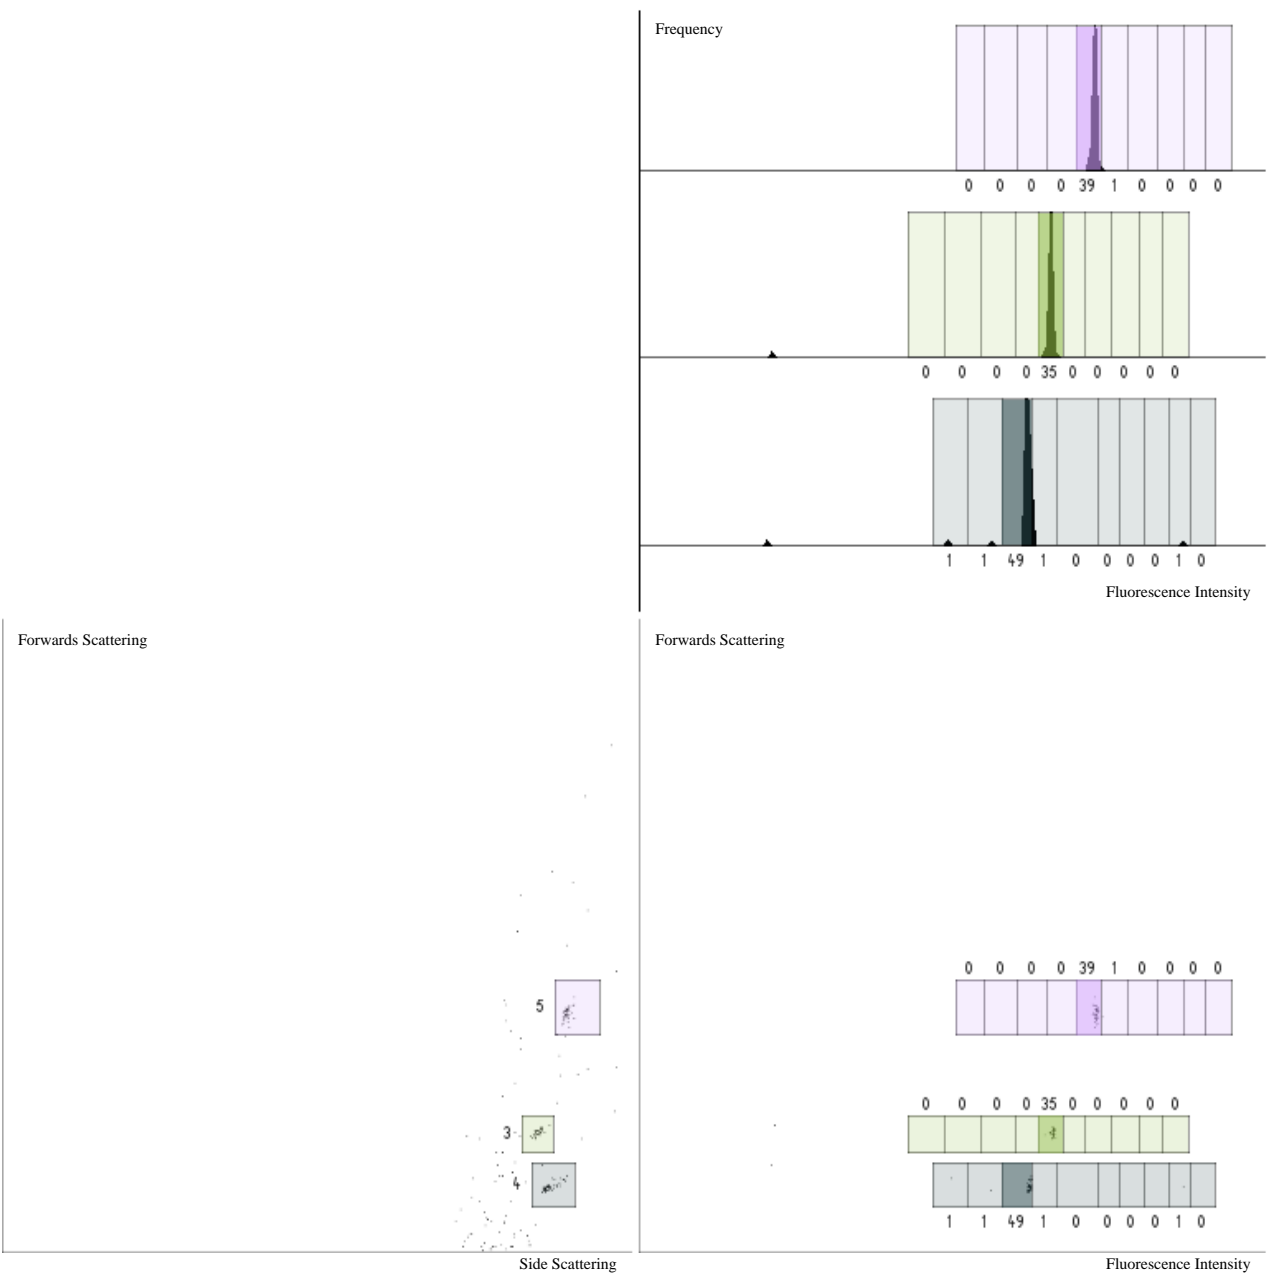 Frequency
0 0 0 0 39 1 0 0 0 0
0 0 0 0 35 0 0 0 0 0
1 1 49 1 0 0 0 0 1 0
Fluorescence Intensity
Forwards Scattering
Forwards Scattering
0 0 0 0 39 1 0 0 0 0
5
0 0 0 0 35 0 0 0 0 0
3
4
1 1 49 1 0 0 0 0 1 0
Side Scattering
Fluorescence Intensity